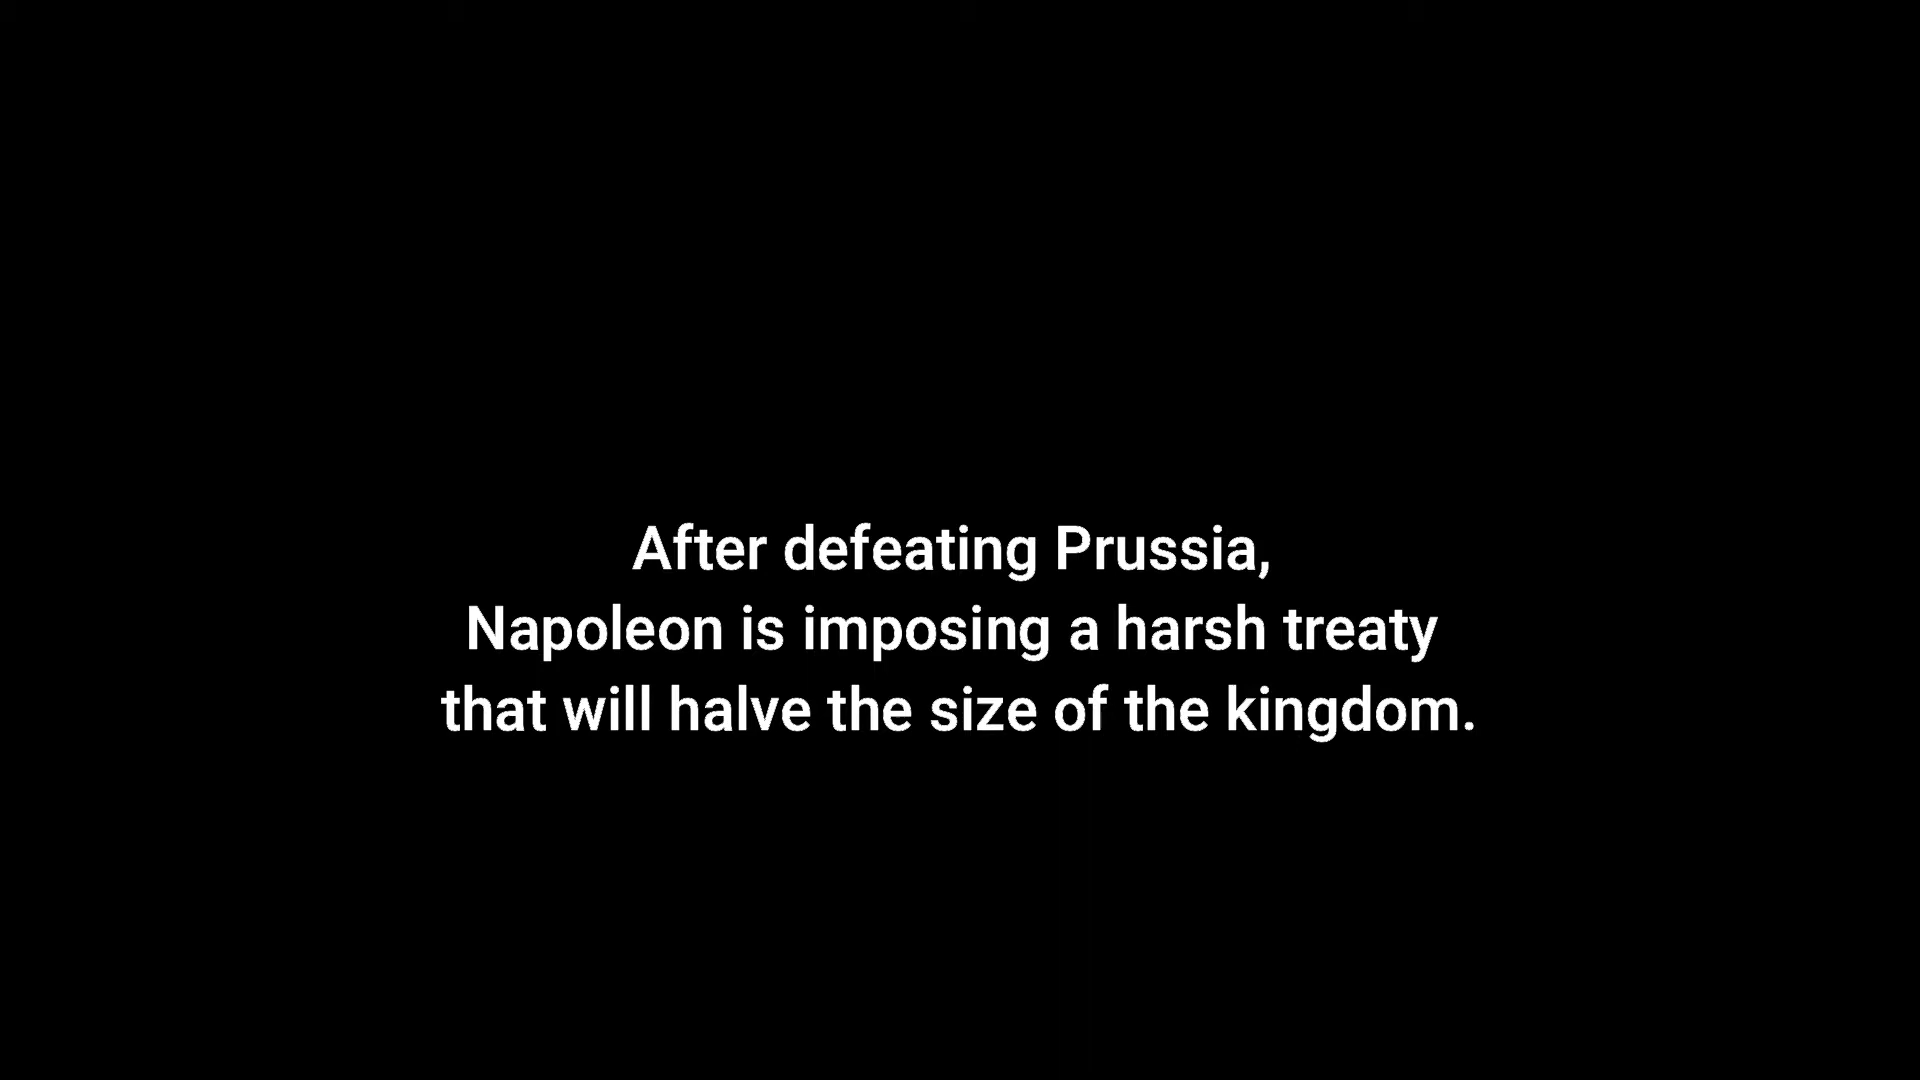 After defeating Prussia,
Napoleon is imposing a harsh treaty
that will halve the size of the kingdom.